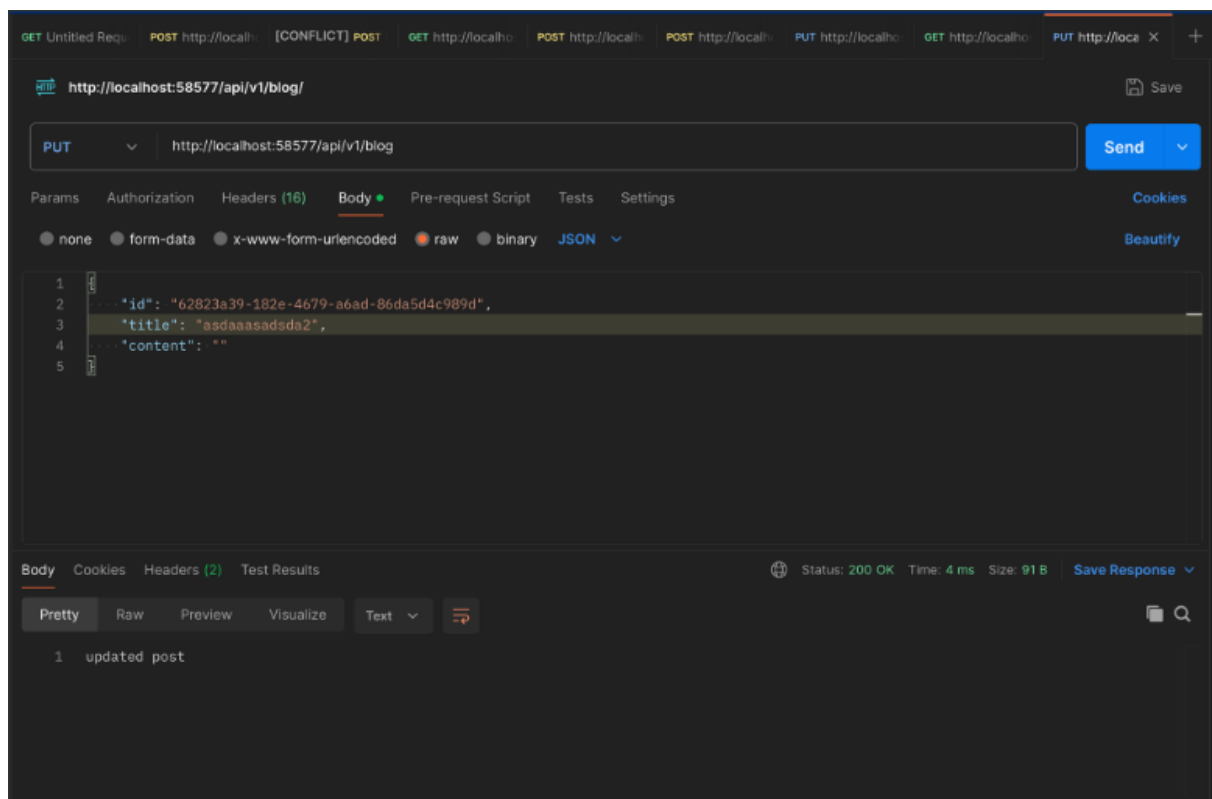 GET Untitled Requ POST http://localh [CONFLICT] POST GET http://localho POST http://localh POST http://localh PUT http://localho GET http://localho PUT http://loca
http://localhost:58577/api/v1/blog/ Save
PUT http://localhost:58577/api/v1/blog Send
Params Authorization Headers (16) Body Pre-request Script Tests Settings Cookies
none form-data x-www-form-urlencoded raw binary JSON Beautify
1 {
2 "id": "62823a39-182e-4679-a6ad-86da5d4c989d",
3 "title": "asdaaasadsda2",
4 "content": ""
5 }
Body Cookies Headers (2) Test Results Status: 200 OK Time: 4 ms Size: 91 B Save Response
Pretty Raw Preview Visualize Text
1 updated post